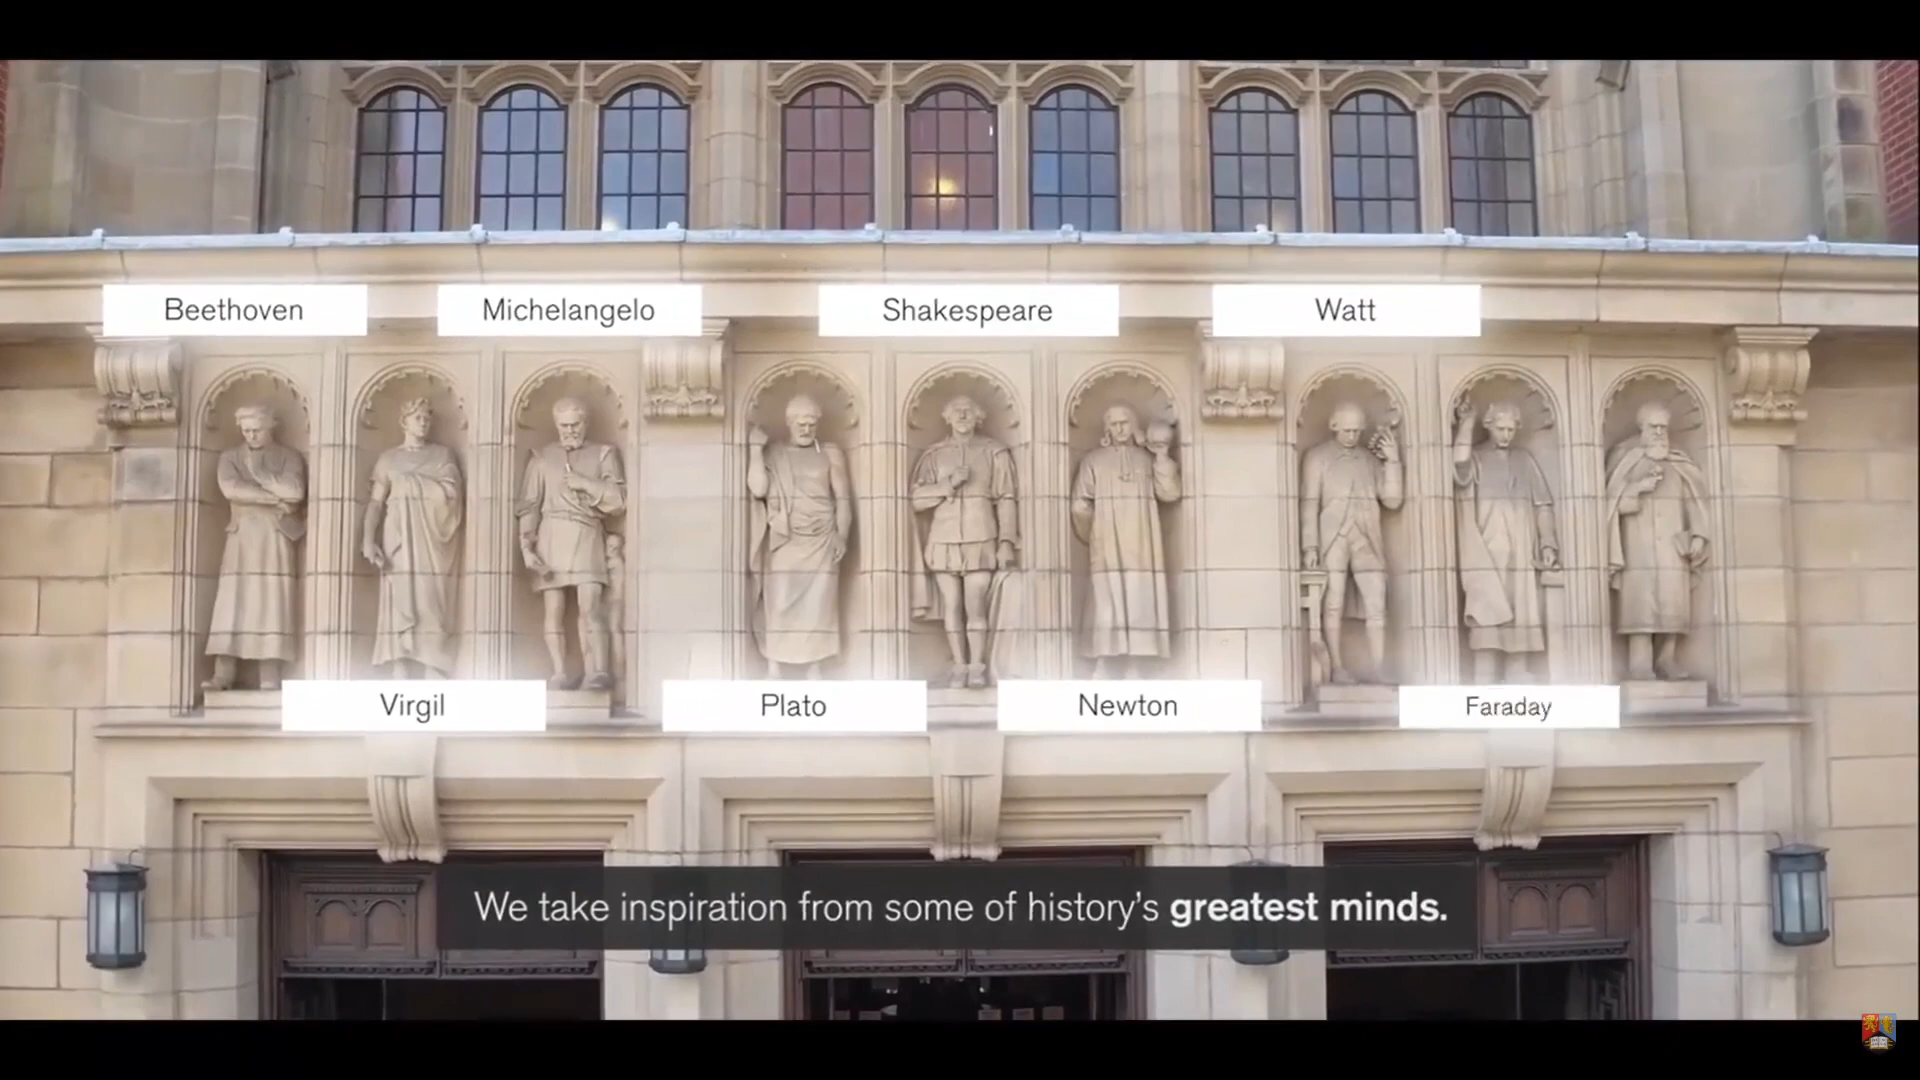 Beethoven
Michelangelo
Shakespeare
Watt
Virgil
Plato
Newton
Faraday
We take inspiration from some of history's greatest minds.